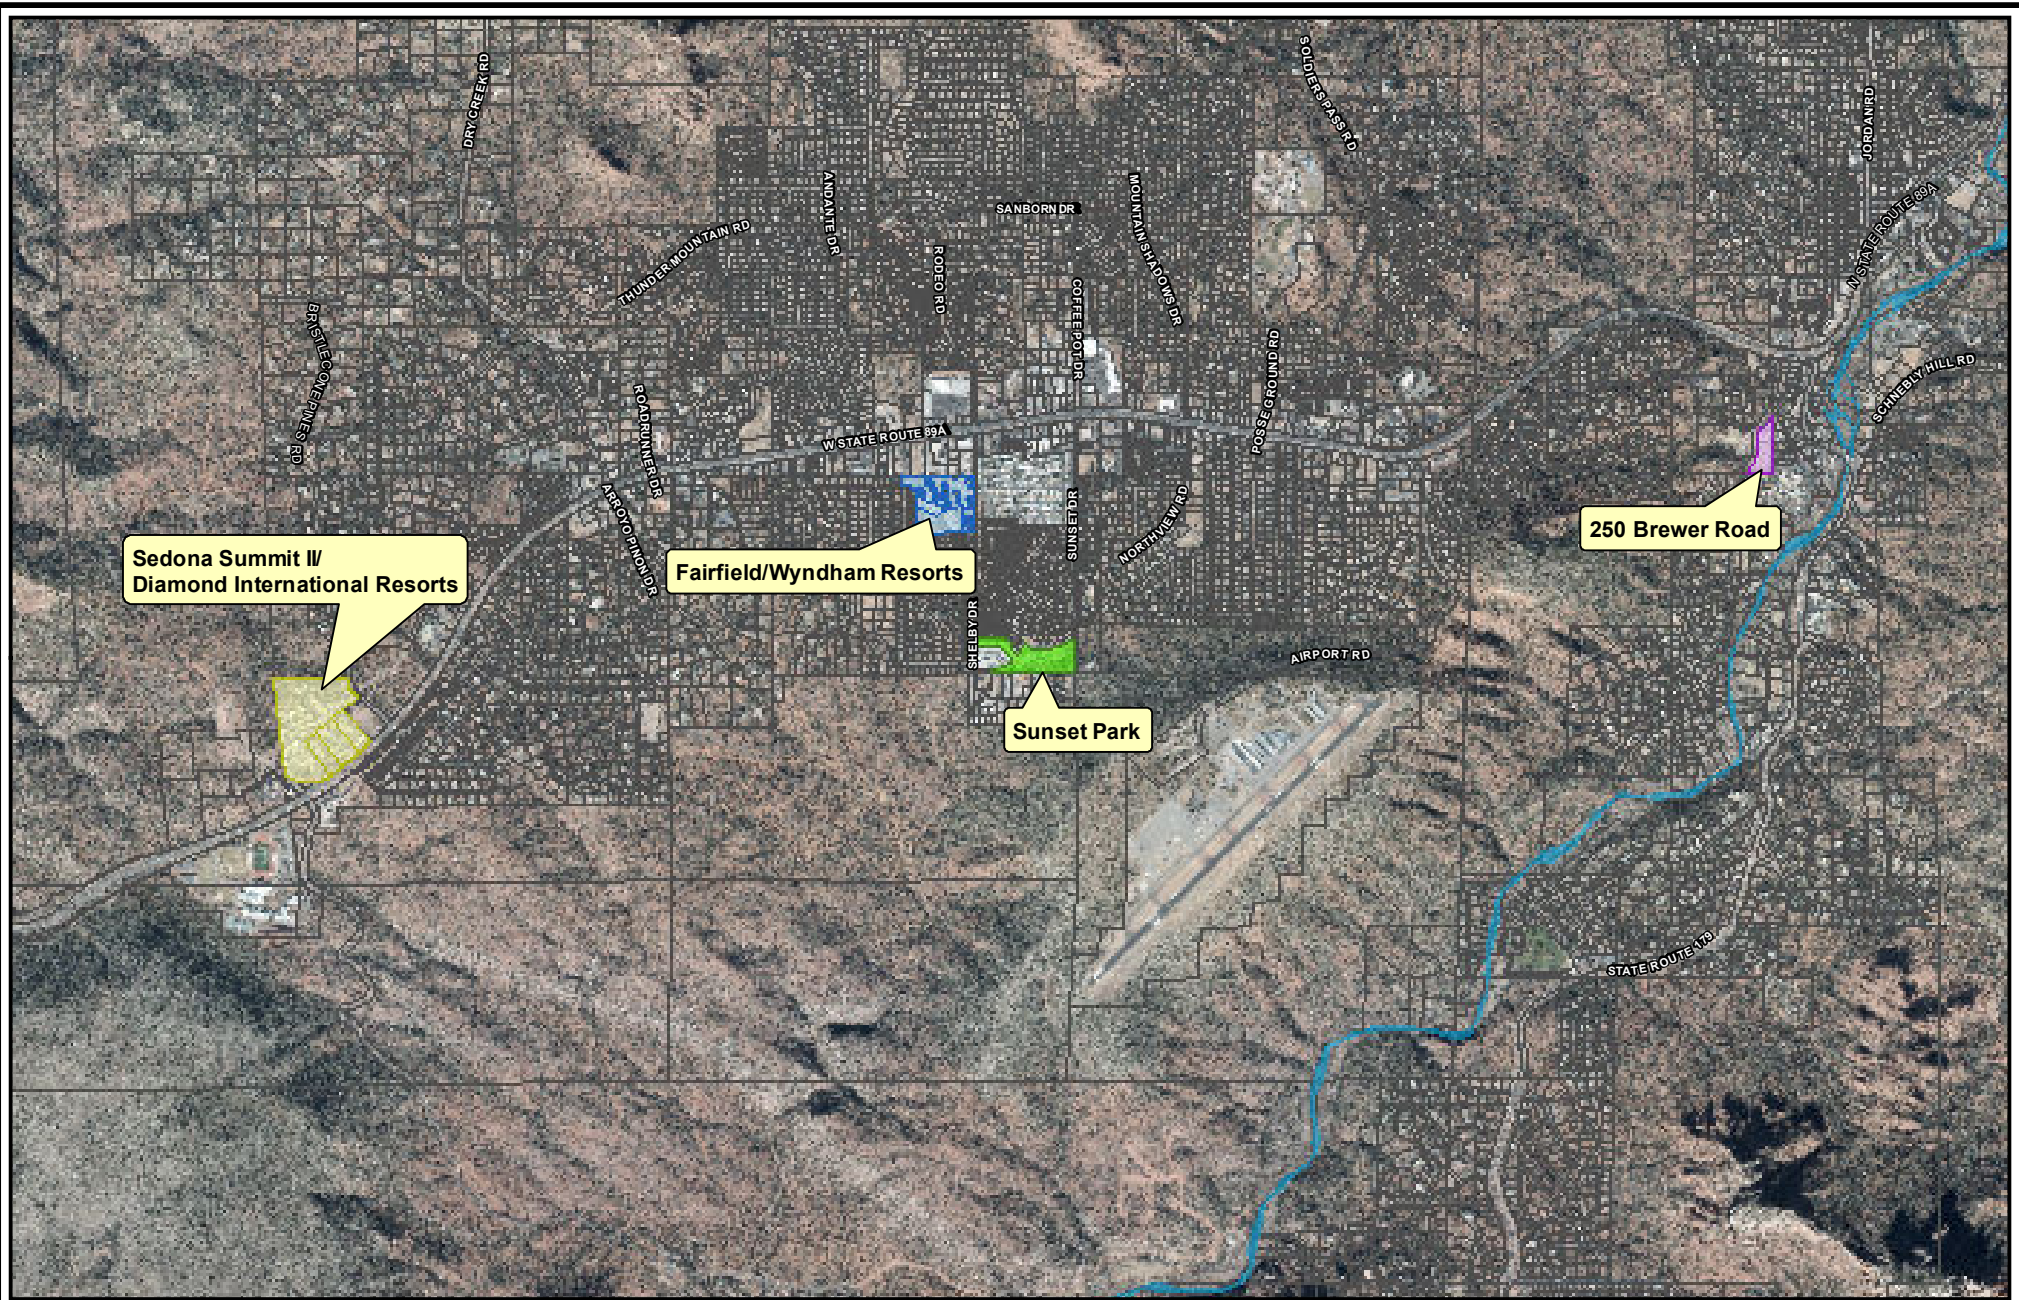 DRY CREEK RD
SOLDIERS PASS RD
JORDAN RD
N STATE ROUTE 89A
ANDANTE DR
SANBORN DR
MOUNTAIN SHADOWS DR
THUNDER MOUNTAIN RD
RODEO RD
COFFEE POT DR
BRISTLECONE PINES RD
ROADRUNNER DR
POSSE GROUND RD
SCHNEBLY HILL RD
W STATE ROUTE 89A
ARROYO PINON DR
SUNSET DR
NORTHVIEW RD
250 Brewer Road
Sedona Summit II/
Diamond International Resorts
Fairfield/Wyndham Resorts
SHELBY DR
AIRPORT RD
Sunset Park
STATE ROUTE 179